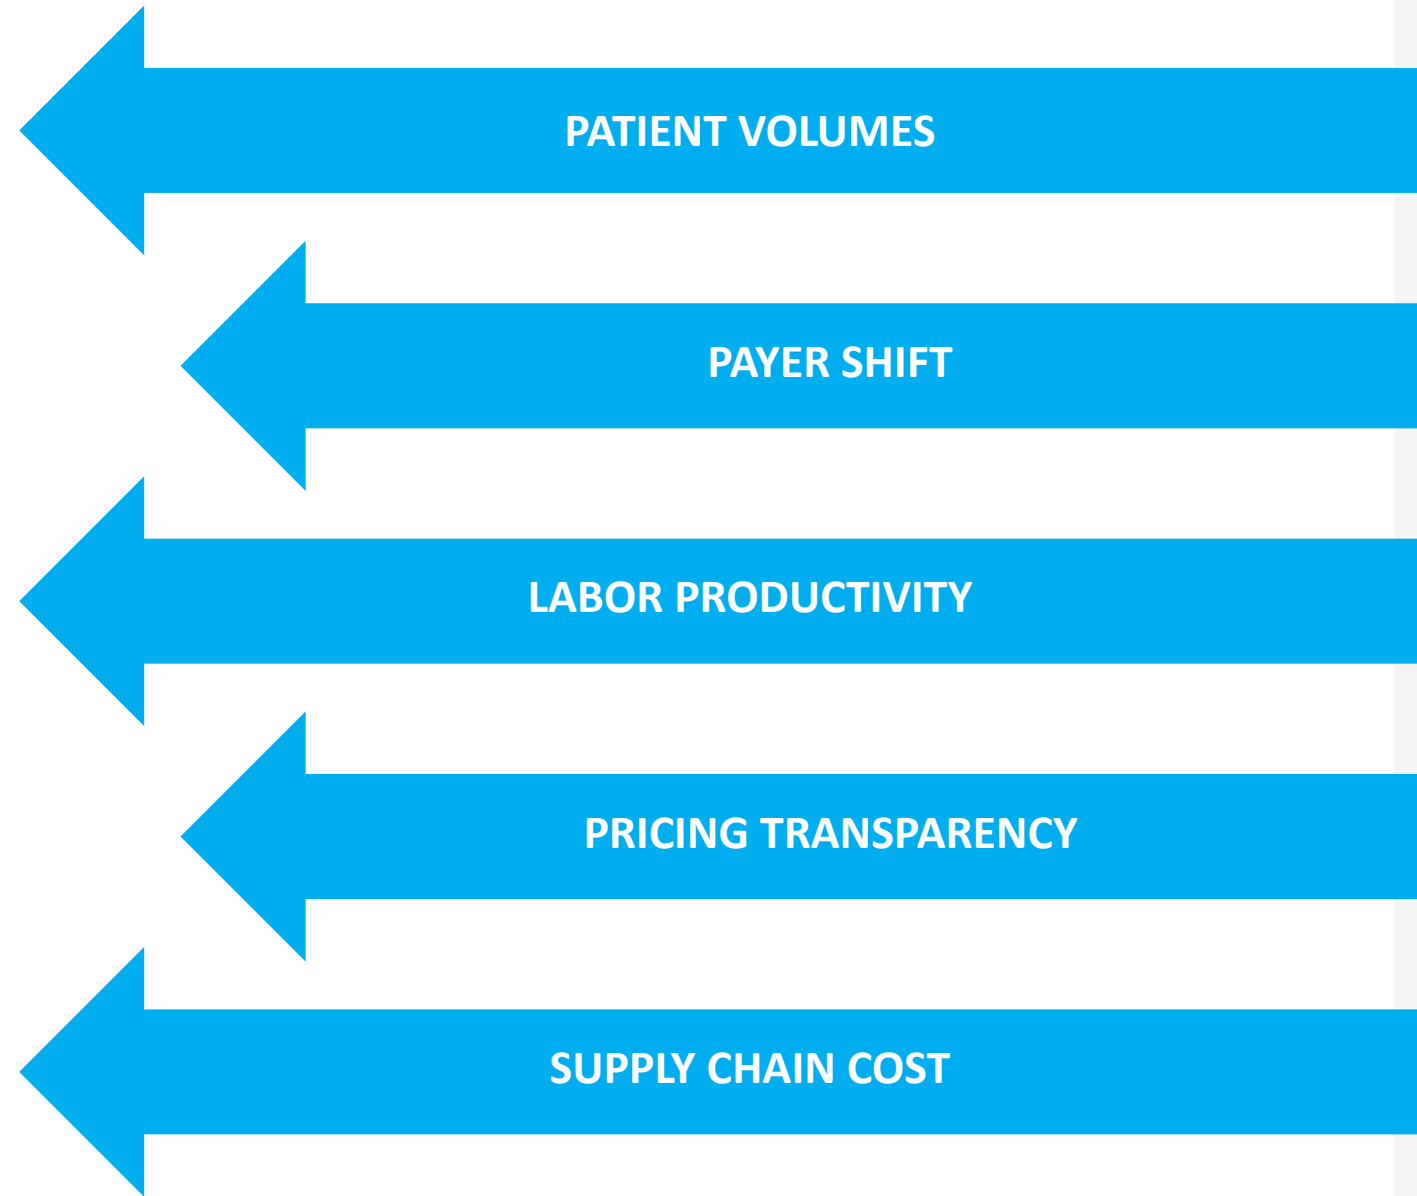 PATIENT VOLUMES
PAYER SHIFT
LABOR PRODUCTIVITY
PRICING TRANSPARENCY
SUPPLY CHAIN COST